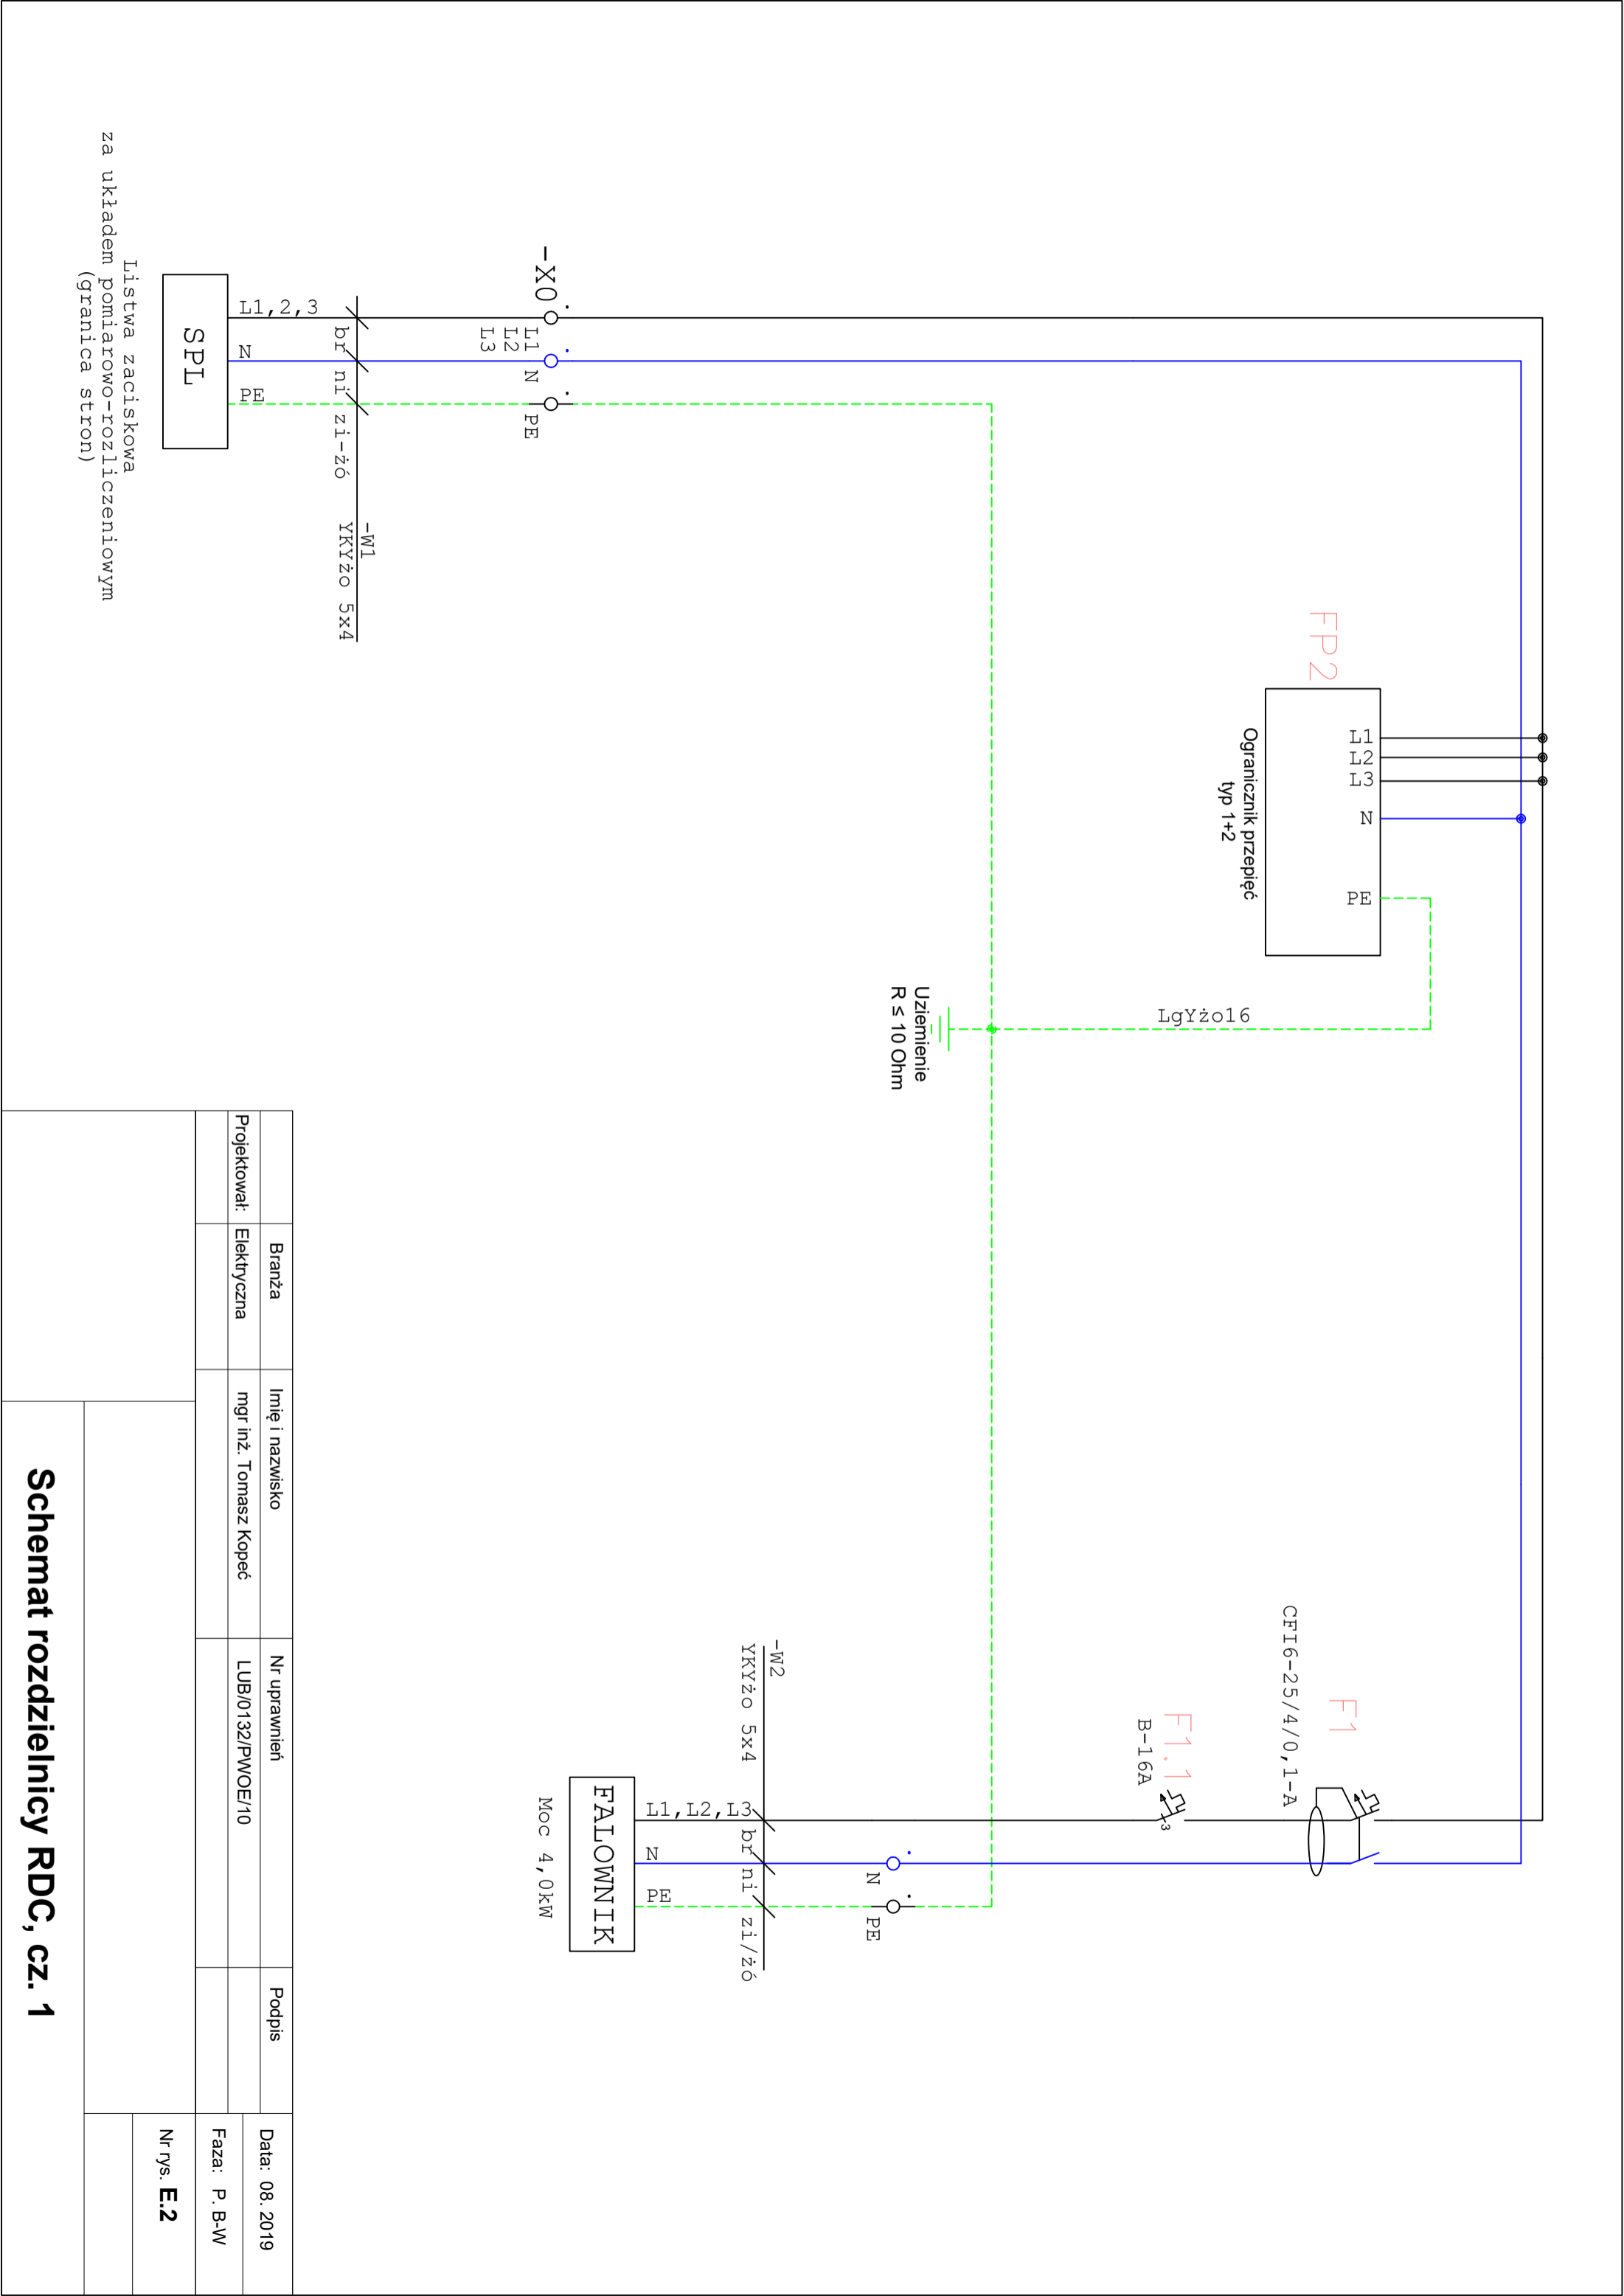 FP2
L1
L2
L3
N
PE
Ogranicznik przepięć
typ 1+2
LgYżo16
Uziemienie
R ≤ 10 Ohm
F1
CFI6-25/4/0,1-A
F1.1
B-16A
3
-X0
L1
L2
L3
N
PE
N
PE
-W1
YKYżo 5x4
br ni zi-żó
L1,2,3
N
PE
SPL
Listwa zaciskowa
za układem pomiarowo-rozliczeniowym
(granica stron)
-W2
YKYżo 5x4
br ni zi/żó
L1,L2,L3
N
PE
FALOWNIK
Moc 4,0kW
Branża Imię i nazwisko Nr uprawnień Podpis
Projektował: Elektryczna mgr inż. Tomasz Kopeć LUB/0132/PWOE/10
Data: 08. 2019
Faza: P. B-W
Nr rys. E.2
Schemat rozdzielnicy RDC, cz. 1